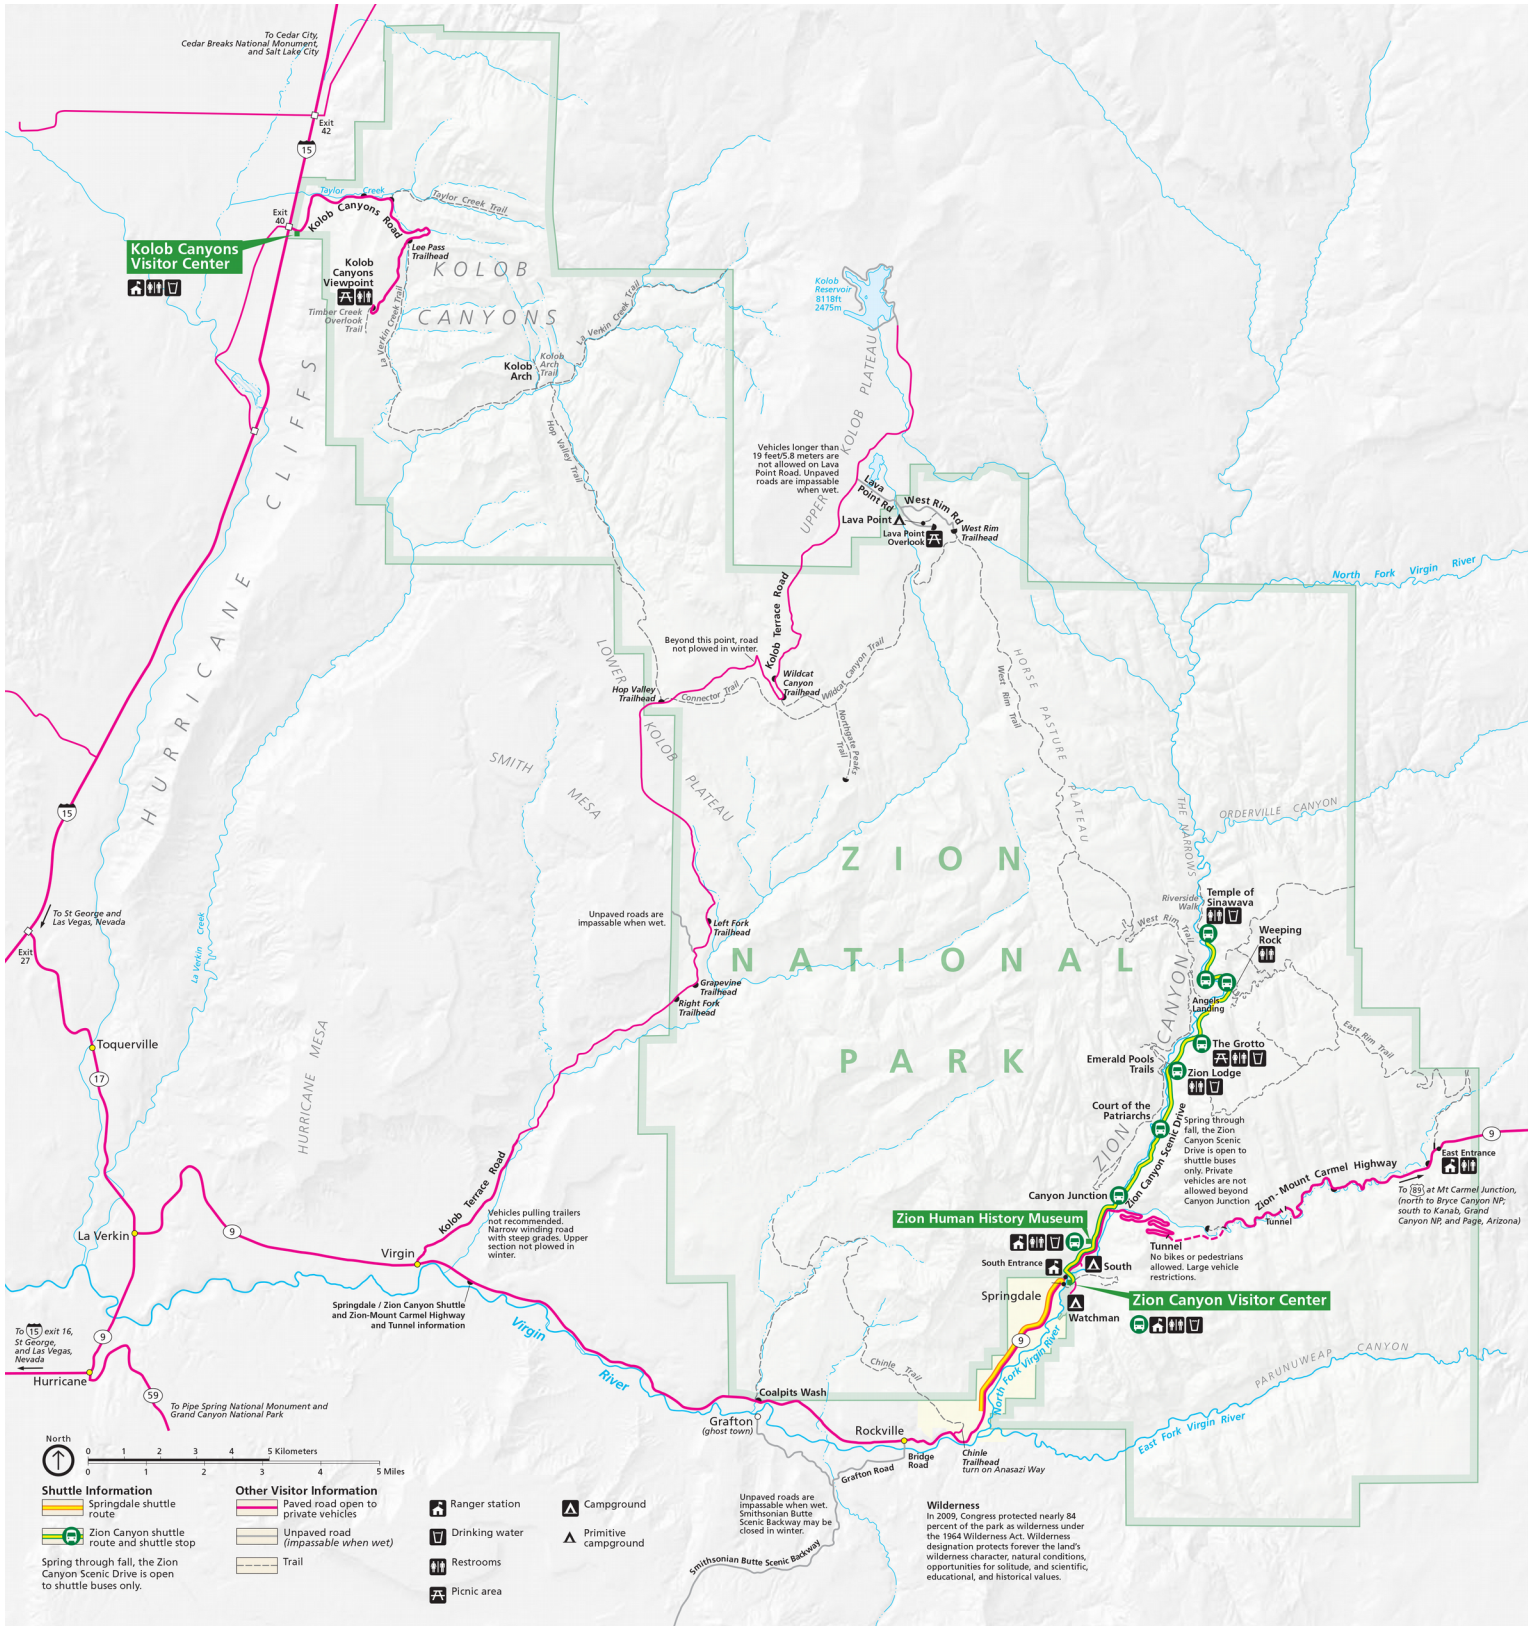 To Cedar City,
Cedar Breaks National Monument,
and Salt Lake City
Exit
42
15
Taylor Creek
Taylor Creek Trail
Exit
40
Kolob Canyons Road
Kolob Canyons
Visitor Center
Lee Pass
Trailhead
Kolob
Canyons
Viewpoint
KOLOB
CANYONS
Timber Creek
Overlook
Trail
La Verkin Creek Trail
La Verkin Creek Trail
Kolob
Arch
Kolob
Arch
Trail
Hop Valley Trail
Kolob
Reservoir
8118ft
2475m
UPPER KOLOB PLATEAU
Vehicles longer than
19 feet/5.8 meters are
not allowed on Lava
Point Road. Unpaved
roads are impassable
when wet.
Lava
Point Rd
West Rim Rd
Lava Point
Lava Point
Overlook
West Rim
Trailhead
North Fork Virgin River
HURRICANE CLIFFS
Kolob Terrace Road
Beyond this point, road
not plowed in winter.
Wildcat
Canyon
Trailhead
Wildcat Canyon Trail
Hop Valley
Trailhead
Connector Trail
Northgate Peaks
Trail
LOWER
KOLOB
PLATEAU
HORSE PASTURE
PLATEAU
West Rim Trail
SMITH
MESA
15
THE NARROWS
ORDERVILLE CANYON
ZION
NATIONAL
PARK
Riverside
Walk
Temple of
Sinawava
West Rim Trail
Weeping
Rock
To St George and
Las Vegas, Nevada
Exit
27
La Verkin Creek
Unpaved roads are
impassable when wet.
Left Fork
Trailhead
Grapevine
Trailhead
Right Fork
Trailhead
Angels
Landing
ZION CANYON
The Grotto
East Rim Trail
Emerald Pools
Trails
Zion Lodge
Toquerville
17
HURRICANE MESA
Court of the
Patriarchs
Zion Canyon Scenic Drive
Spring through
fall, the Zion
Canyon Scenic
Drive is open to
shuttle buses
only. Private
vehicles are not
allowed beyond
Canyon Junction
9
East Entrance
Zion-Mount Carmel Highway
To 89 at Mt Carmel Junction,
(north to Bryce Canyon NP;
south to Kanab, Grand
Canyon NP, and Page, Arizona)
Kolob Terrace Road
Canyon Junction
Zion Human History Museum
Tunnel
Tunnel
No bikes or pedestrians
allowed. Large vehicle
restrictions.
Vehicles pulling trailers
not recommended.
Narrow winding road
with steep grades. Upper
section not plowed in
winter.
La Verkin
9
Virgin
South Entrance
South
Springdale
Zion Canyon Visitor Center
Watchman
Springdale / Zion Canyon Shuttle
and Zion-Mount Carmel Highway
and Tunnel information
Virgin River
9
North Fork Virgin River
To 15 exit 16,
St George,
and Las Vegas,
Nevada
9
Hurricane
59
To Pipe Spring National Monument and
Grand Canyon National Park
Chinle Trail
PARUNUWEAP CANYON
Coalpits Wash
Grafton
(ghost town)
Rockville
Bridge
Road
Grafton Road
Chinle
Trailhead
turn on Anasazi Way
East Fork Virgin River
North
0 1 2 3 4 5 Kilometers
0 1 2 3 4 5 Miles
Shuttle Information
Springdale shuttle
route
Zion Canyon shuttle
route and shuttle stop
Spring through fall, the Zion
Canyon Scenic Drive is open
to shuttle buses only.
Other Visitor Information
Paved road open to
private vehicles
Unpaved road
(impassable when wet)
Trail
Ranger station
Drinking water
Restrooms
Picnic area
Campground
Primitive
campground
Unpaved roads are
impassable when wet.
Smithsonian Butte
Scenic Backway may be
closed in winter.
Smithsonian Butte Scenic Backway
Wilderness
In 2009, Congress protected nearly 84
percent of the park as wilderness under
the 1964 Wilderness Act. Wilderness
designation protects forever the land's
wilderness character, natural conditions,
opportunities for solitude, and scientific,
educational, and historical values.